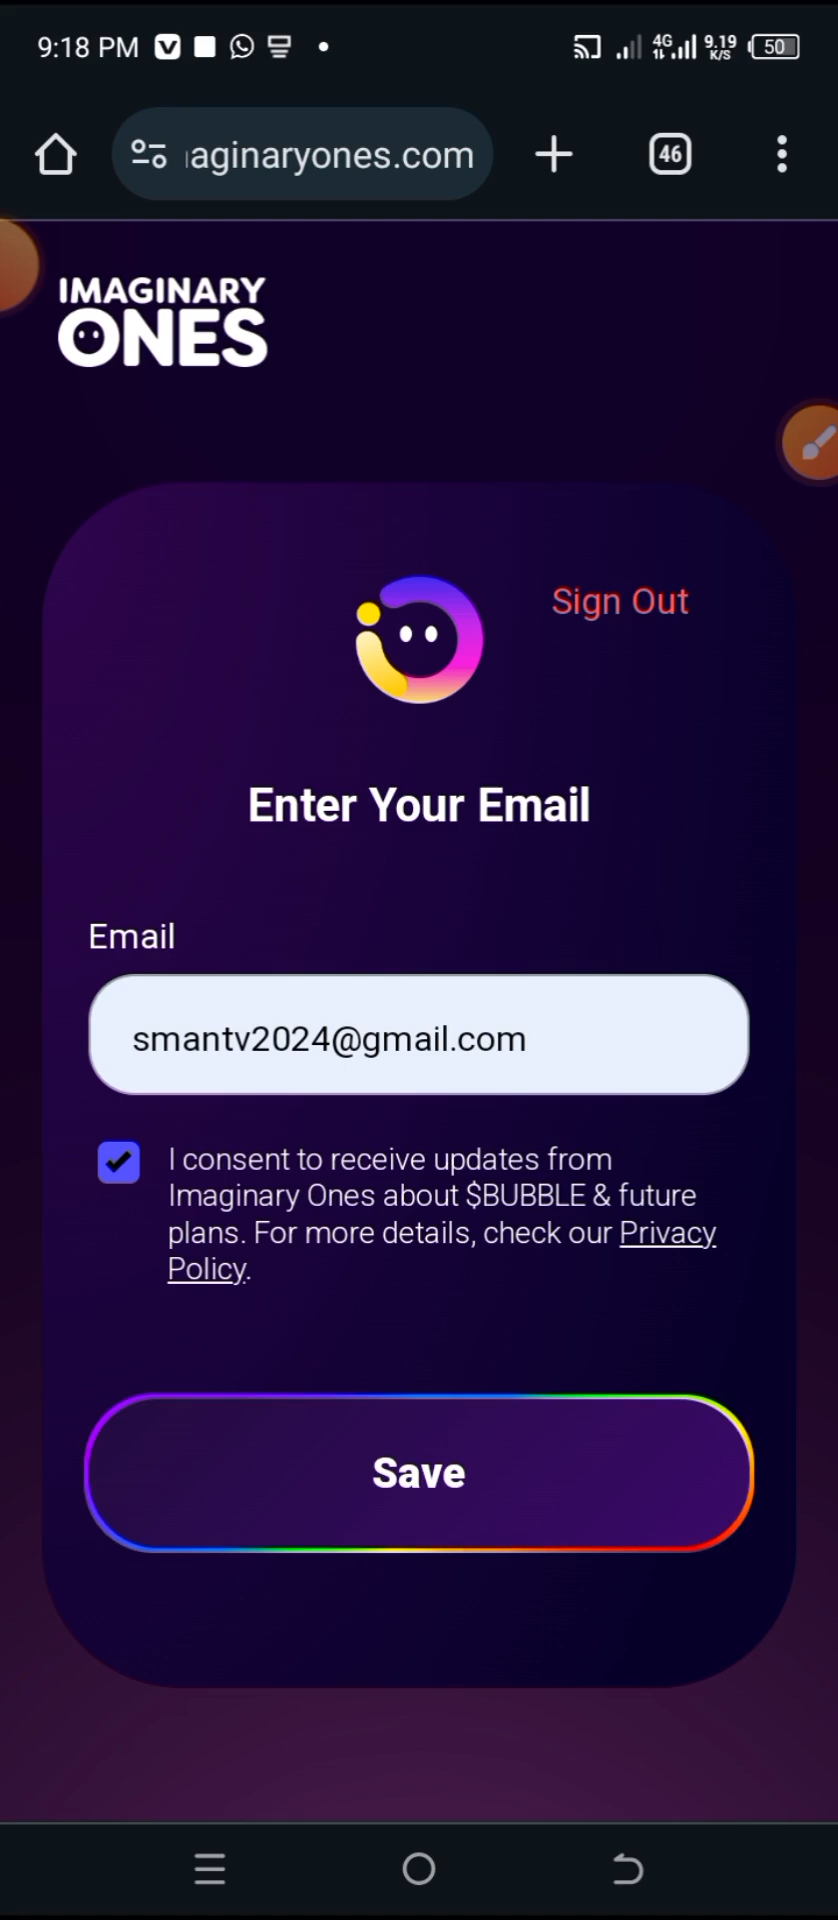 9:18 PM
4G
9.19
K/S
50
aginaryones.com
46
IMAGINARY
ONES
Sign Out
Enter Your Email
Email
smantv2024@gmail.com
I consent to receive updates from
Imaginary Ones about $BUBBLE & future
plans. For more details, check our Privacy
Policy.
Save